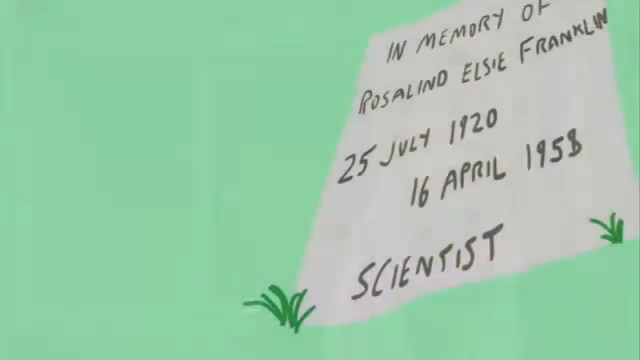 IN MEMORY OF
ROSALIND ELSIE FRANKLIN
25 JULY 1920
16 APRIL 1958
SCIENTIST